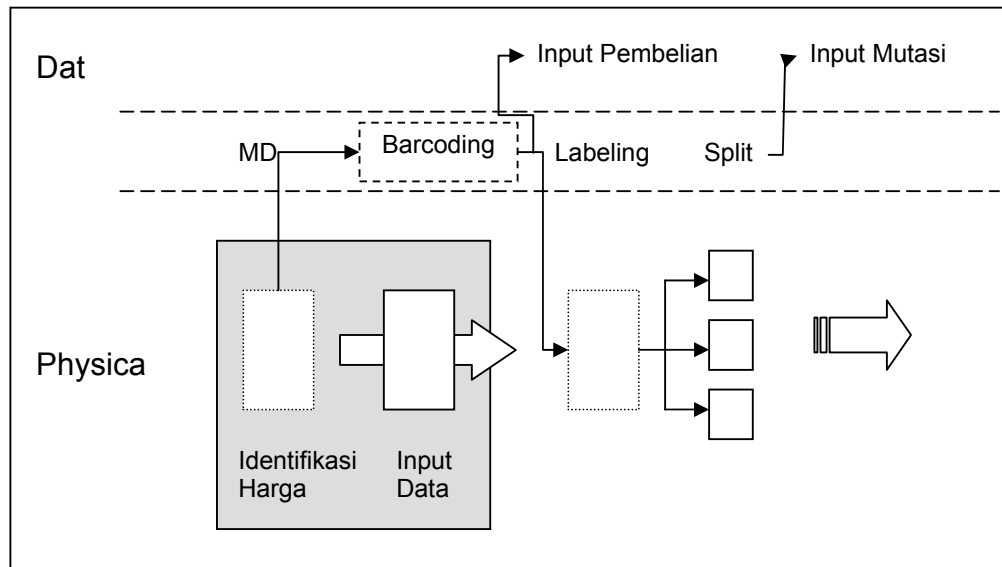 Dat
Input Pembelian
Input Mutasi
MD
Barcoding
Labeling
Split
Physica
Identifikasi
Harga
Input
Data